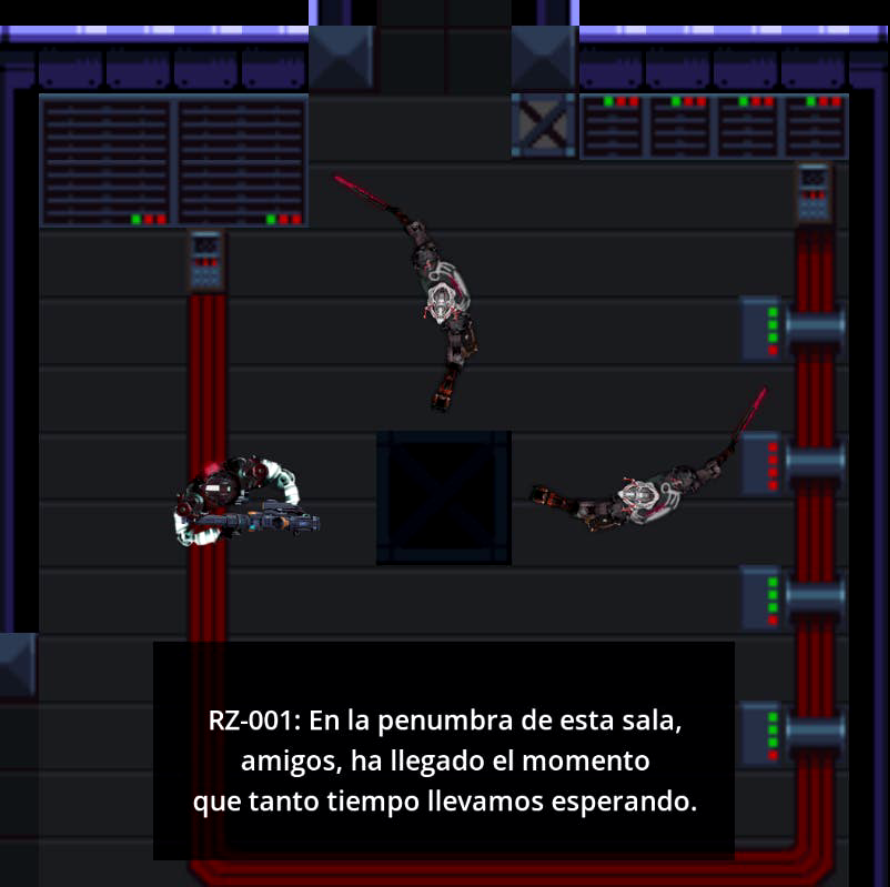 RZ-001: En la penumbra de esta sala,
amigos, ha llegado el momento
que tanto tiempo llevamos esperando.